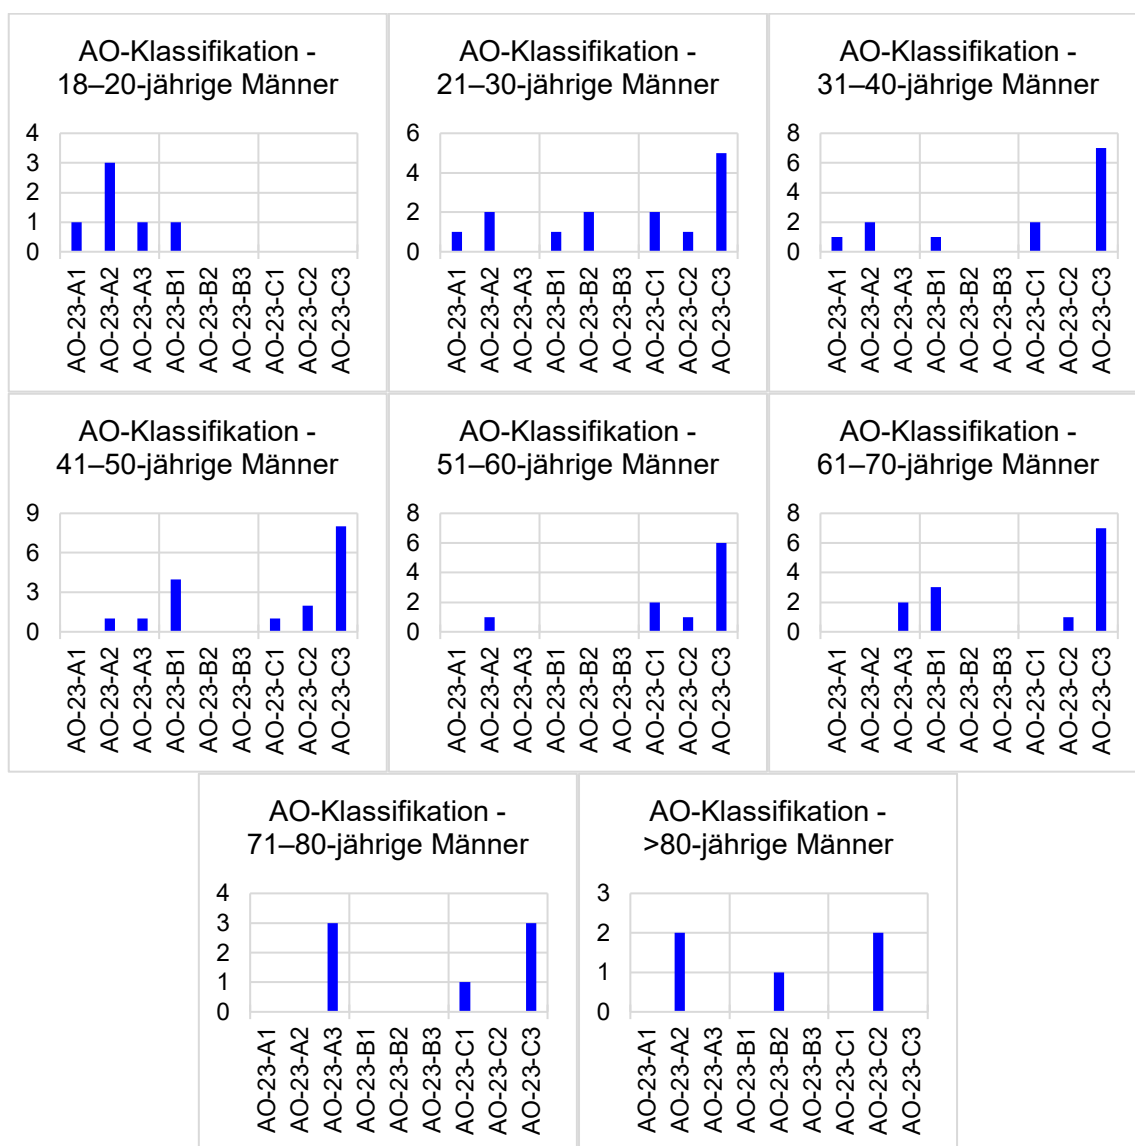 AO-Klassifikation -
18–20-jährige Männer
4
3
2
1
0
AO-23-A1
AO-23-A2
AO-23-A3
AO-23-B1
AO-23-B2
AO-23-B3
AO-23-C1
AO-23-C2
AO-23-C3
AO-Klassifikation -
21–30-jährige Männer
6
4
2
0
AO-23-A1
AO-23-A2
AO-23-A3
AO-23-B1
AO-23-B2
AO-23-B3
AO-23-C1
AO-23-C2
AO-23-C3
AO-Klassifikation -
31–40-jährige Männer
8
6
4
2
0
AO-23-A1
AO-23-A2
AO-23-A3
AO-23-B1
AO-23-B2
AO-23-B3
AO-23-C1
AO-23-C2
AO-23-C3
AO-Klassifikation -
41–50-jährige Männer
9
6
3
0
AO-23-A1
AO-23-A2
AO-23-A3
AO-23-B1
AO-23-B2
AO-23-B3
AO-23-C1
AO-23-C2
AO-23-C3
AO-Klassifikation -
51–60-jährige Männer
8
6
4
2
0
AO-23-A1
AO-23-A2
AO-23-A3
AO-23-B1
AO-23-B2
AO-23-B3
AO-23-C1
AO-23-C2
AO-23-C3
AO-Klassifikation -
61–70-jährige Männer
8
6
4
2
0
AO-23-A1
AO-23-A2
AO-23-A3
AO-23-B1
AO-23-B2
AO-23-B3
AO-23-C1
AO-23-C2
AO-23-C3
AO-Klassifikation -
71–80-jährige Männer
4
3
2
1
0
AO-23-A1
AO-23-A2
AO-23-A3
AO-23-B1
AO-23-B2
AO-23-B3
AO-23-C1
AO-23-C2
AO-23-C3
AO-Klassifikation -
>80-jährige Männer
3
2
1
0
AO-23-A1
AO-23-A2
AO-23-A3
AO-23-B1
AO-23-B2
AO-23-B3
AO-23-C1
AO-23-C2
AO-23-C3